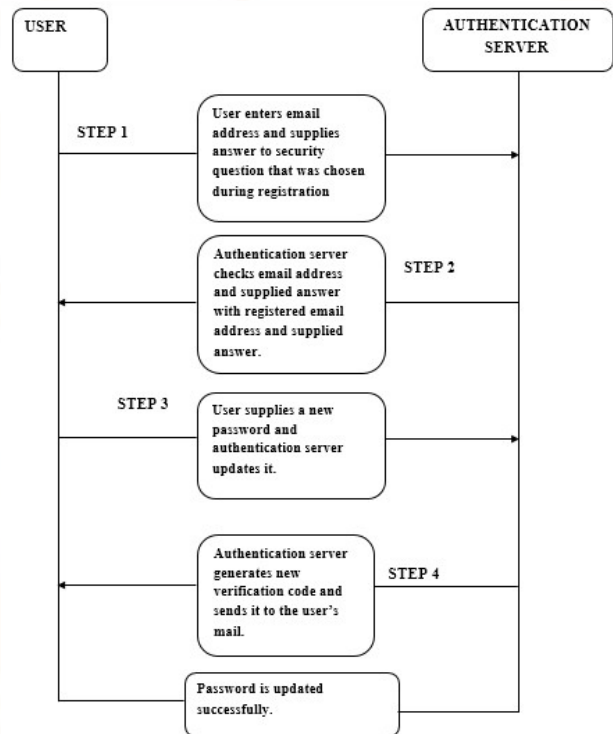 USER
AUTHENTICATION
SERVER
STEP 1
User enters email
address and supplies
answer to security
question that was chosen
during registration
Authentication server
checks email address
and supplied answer
with registered email
address and supplied
answer.
STEP 2
STEP 3
User supplies a new
password and
authentication server
updates it.
Authentication server
generates new
verification code and
sends it to the user's
mail.
STEP 4
Password is updated
successfully.